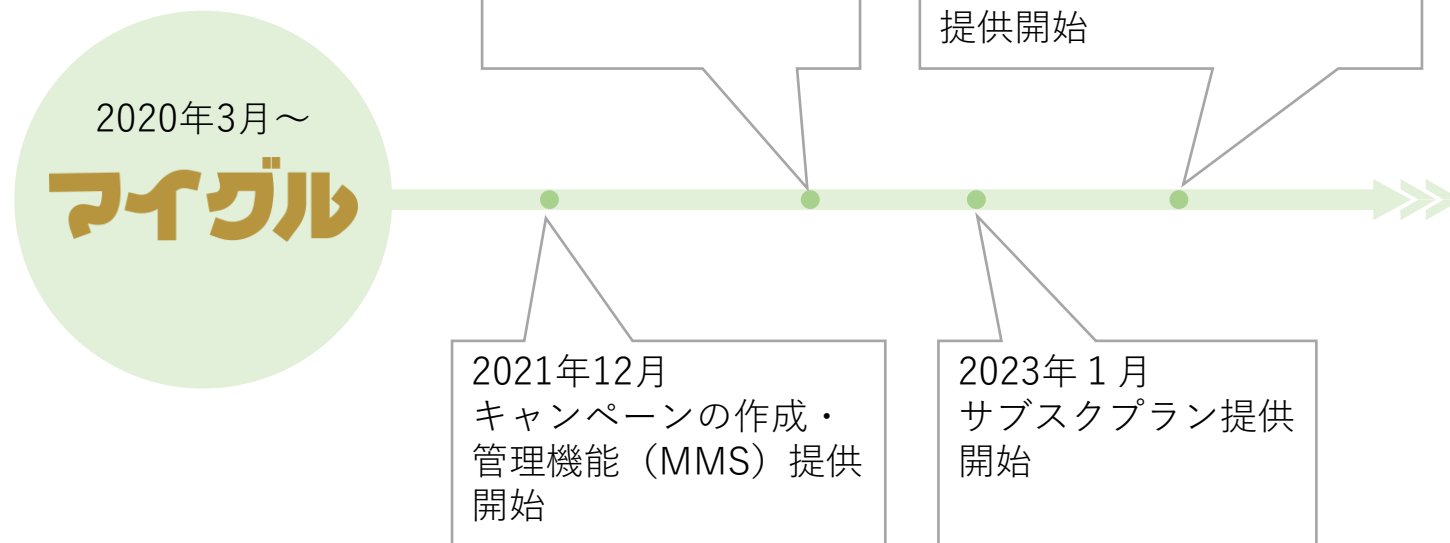 提供開始
2020年3月～
マイグル
2021年12月
キャンペーンの作成・
管理機能（MMS）提供
開始
2023年１月
サブスクプラン提供
開始